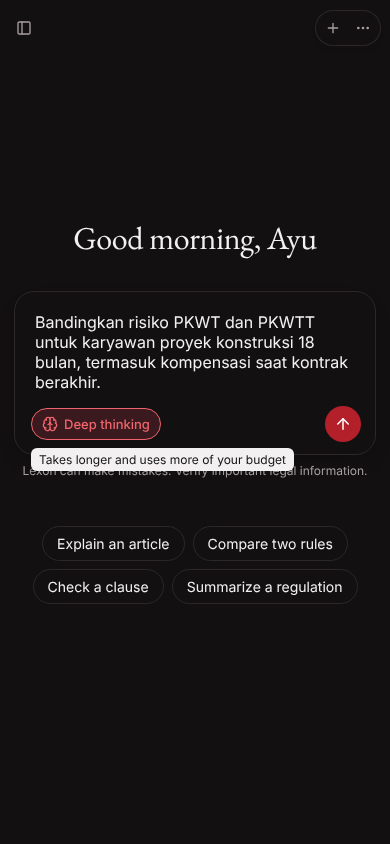 Good morning, Ayu
Bandingkan risiko PKWT dan PKWTT
untuk karyawan proyek konstruksi 18
bulan, termasuk kompensasi saat kontrak
berakhir.
Deep thinking
Takes longer and uses more of your budget
Lexon can make mistakes. Verify important legal information.
Explain an article
Compare two rules
Check a clause
Summarize a regulation